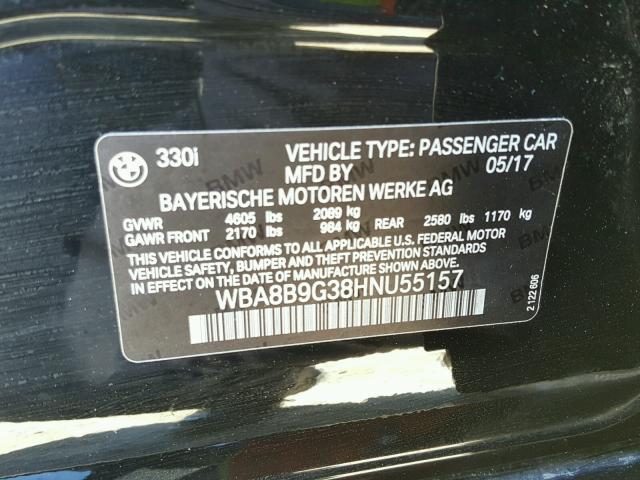 330i VEHICLE TYPE: PASSENGER CAR
MFD BY 05/17
BAYERISCHE MOTOREN WERKE AG
GVWR 4605 lbs 2089 kg
GAWR FRONT 2170 lbs 984 kg REAR 2580 lbs 1170 kg
THIS VEHICLE CONFORMS TO ALL APPLICABLE U.S. FEDERAL MOTOR
VEHICLE SAFETY, BUMPER AND THEFT PREVENTION STANDARDS
IN EFFECT ON THE DATE OF MANUFACTURE SHOWN ABOVE.
WBA8B9G38HNU55157
2 122 606